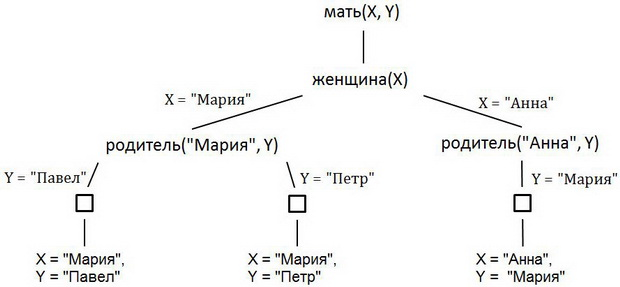 мать(X, Y)
женщина(X)
X = "Мария"
X = "Анна"
родитель("Мария", Y)
родитель("Анна", Y)
Y = "Павел"
Y = "Петр"
Y = "Мария"
X = "Мария",
Y = "Павел"
X = "Мария",
Y = "Петр"
X = "Анна",
Y = "Мария"